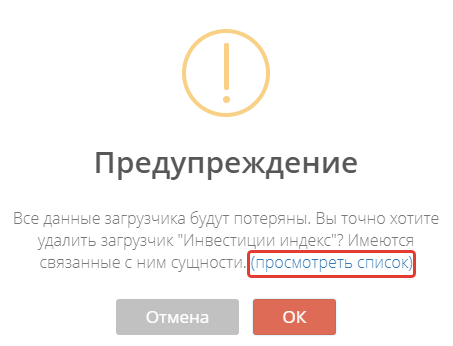 Предупреждение
Все данные загрузчика будут потеряны. Вы точно хотите
удалить загрузчик "Инвестиции индекс"? Имеются
связанные с ним сущности. (просмотреть список)
Отмена
ОК